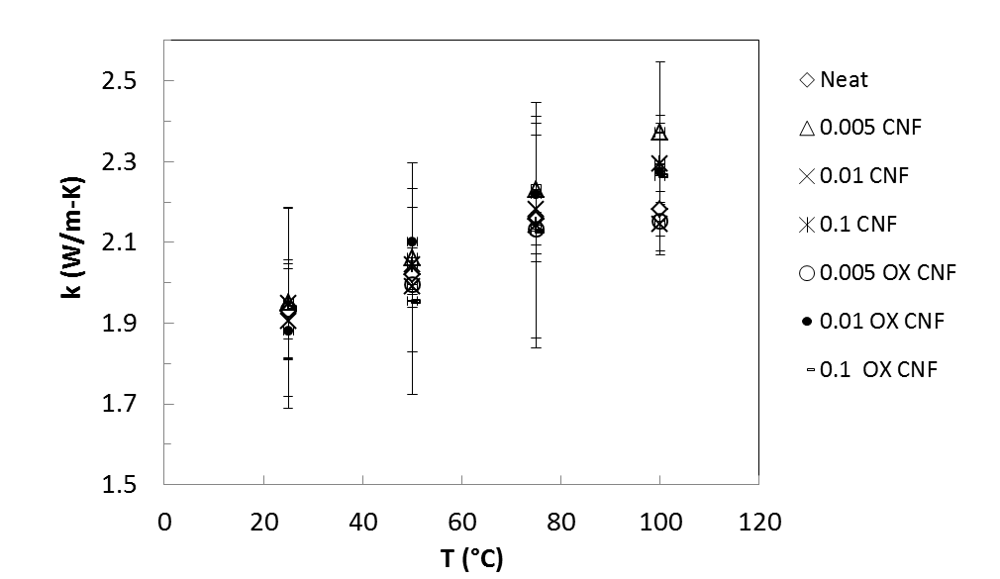 k (W/m-K)
2.5
2.3
2.1
1.9
1.7
1.5
0 20 40 60 80 100 120
T (°C)
Neat
0.005 CNF
0.01 CNF
0.1 CNF
0.005 OX CNF
0.01 OX CNF
0.1 OX CNF